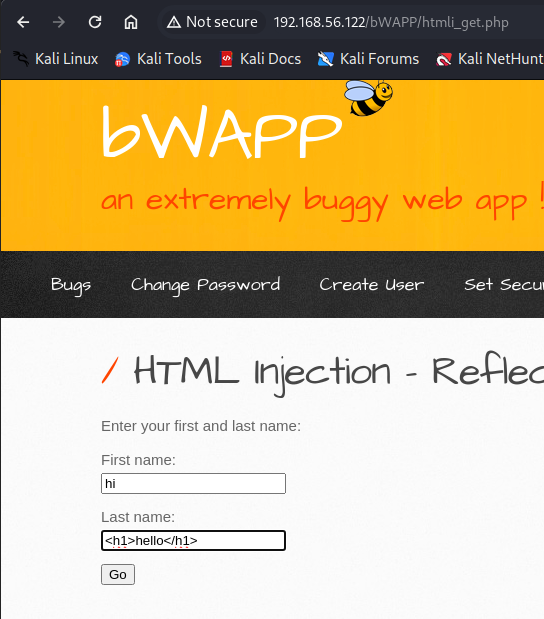 Not secure 192.168.56.122/bWAPP/htmli_get.php
Kali Linux Kali Tools Kali Docs Kali Forums Kali NetHunt
bWAPP
an extremely buggy web app !
Bugs Change Password Create User Set Secur
/ HTML Injection - Reflec
Enter your first and last name:
First name:
hi
Last name:
<h1>hello</h1>
Go